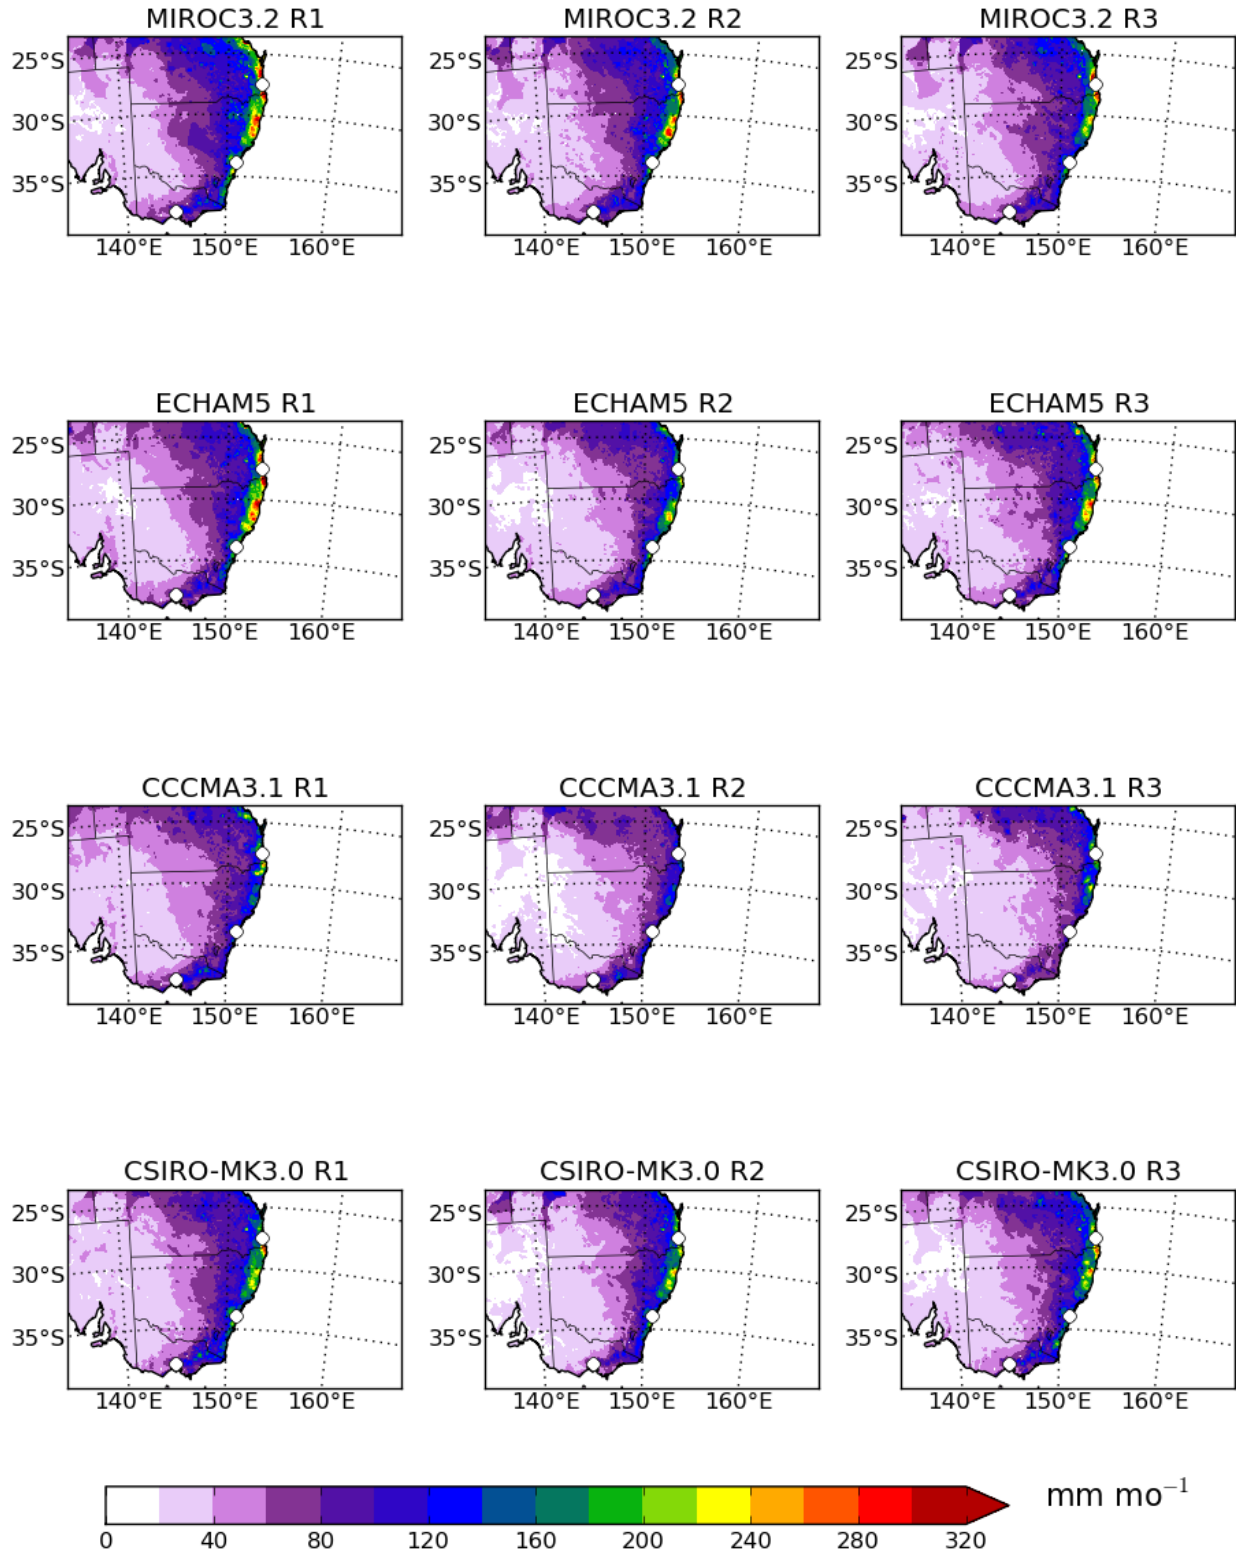 MIROC3.2 R1 MIROC3.2 R2 MIROC3.2 R3
25°S 25°S 25°S
30°S 30°S 30°S
35°S 35°S 35°S
140°E 150°E 160°E 140°E 150°E 160°E 140°E 150°E 160°E
ECHAM5 R1 ECHAM5 R2 ECHAM5 R3
25°S 25°S 25°S
30°S 30°S 30°S
35°S 35°S 35°S
140°E 150°E 160°E 140°E 150°E 160°E 140°E 150°E 160°E
CCCMA3.1 R1 CCCMA3.1 R2 CCCMA3.1 R3
25°S 25°S 25°S
30°S 30°S 30°S
35°S 35°S 35°S
140°E 150°E 160°E 140°E 150°E 160°E 140°E 150°E 160°E
CSIRO-MK3.0 R1 CSIRO-MK3.0 R2 CSIRO-MK3.0 R3
25°S 25°S 25°S
30°S 30°S 30°S
35°S 35°S 35°S
140°E 150°E 160°E 140°E 150°E 160°E 140°E 150°E 160°E
mm mo⁻¹
0 40 80 120 160 200 240 280 320